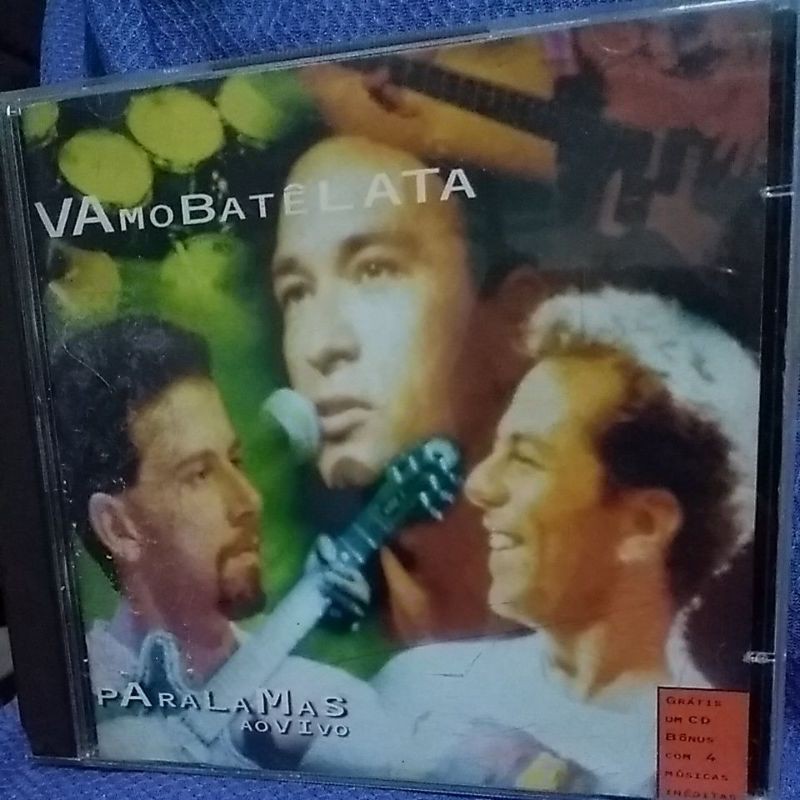 VAmoBatêLATA
pAraLaMaS
aoVIvo
Grátis
um CD
Bônus
com 4
músicas
inéditas